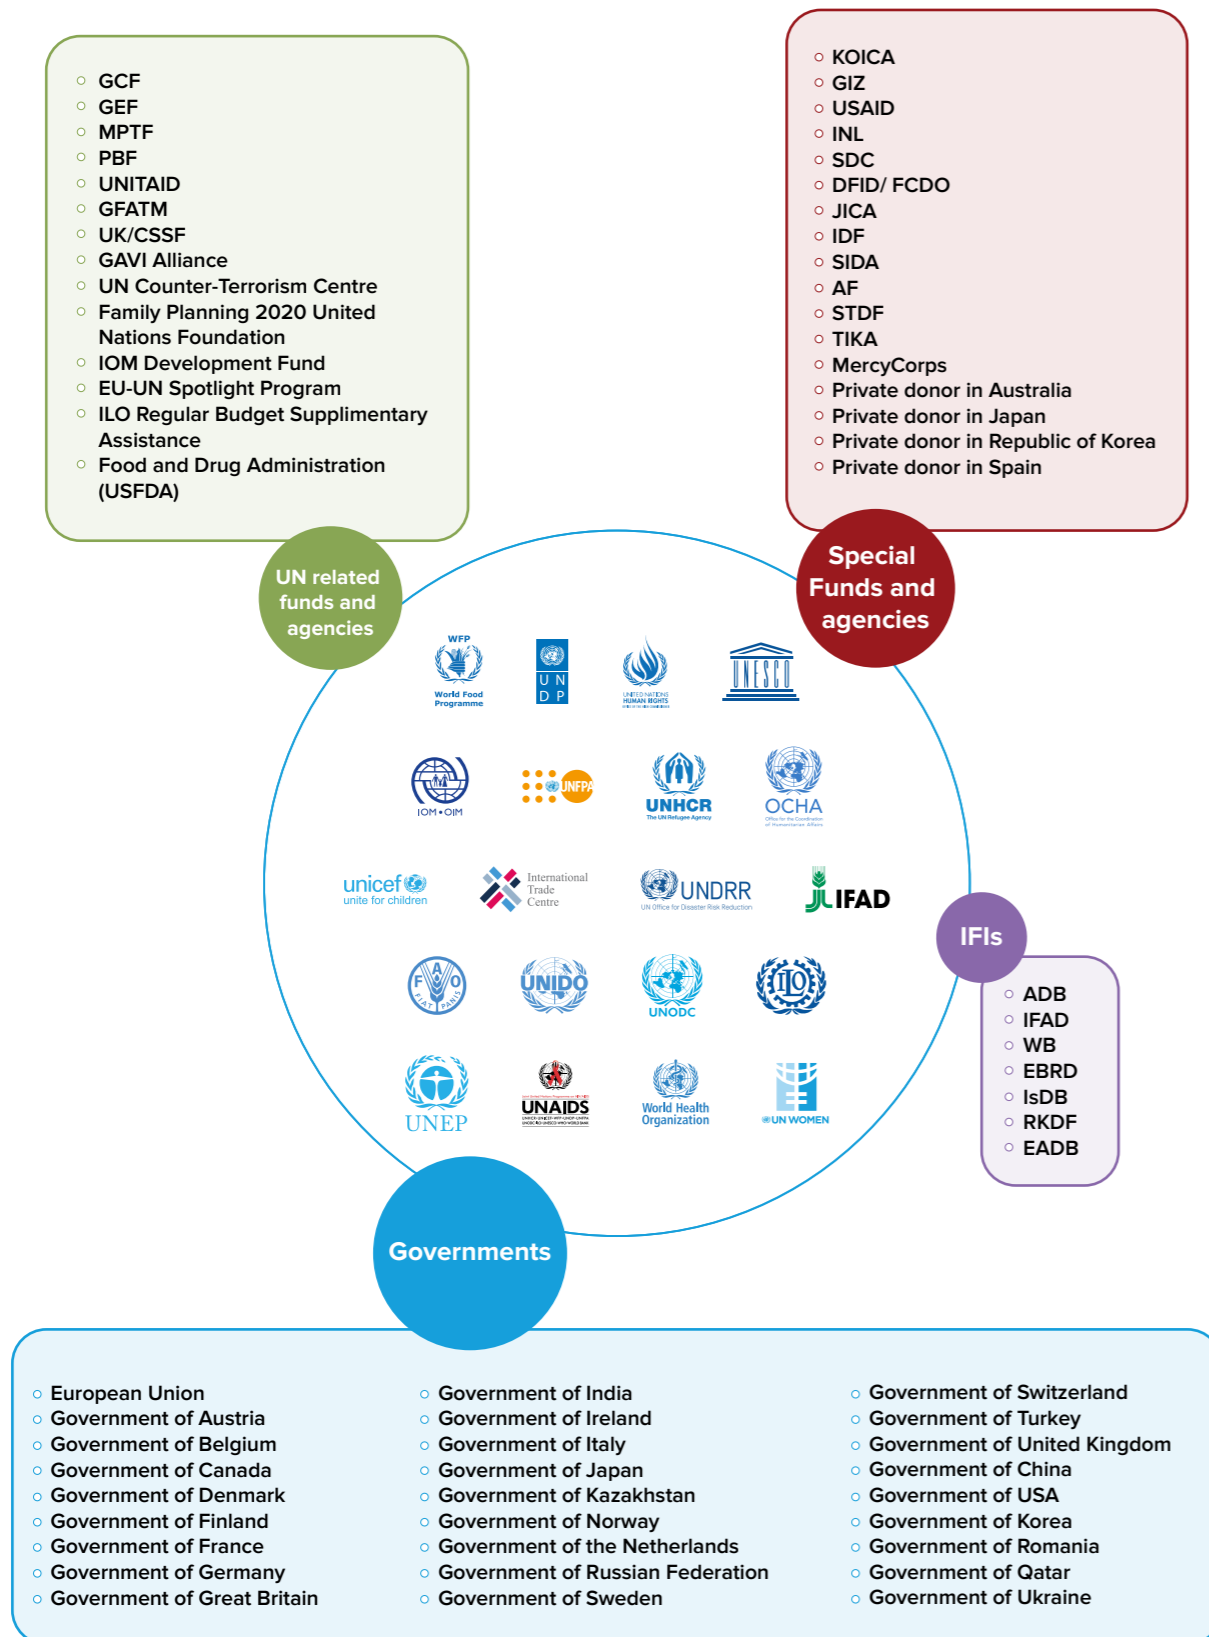 GCF
GEF
MPTF
PBF
UNITAID
GFATM
UK/CSSF
GAVI Alliance
UN Counter-Terrorism Centre
Family Planning 2020 United
Nations Foundation
IOM Development Fund
EU-UN Spotlight Program
ILO Regular Budget Supplimentary
Assistance
Food and Drug Administration
(USFDA)
UN related
funds and
agencies
KOICA
GIZ
USAID
INL
SDC
DFID/ FCDO
JICA
IDF
SIDA
AF
STDF
TIKA
MercyCorps
Private donor in Australia
Private donor in Japan
Private donor in Republic of Korea
Private donor in Spain
Special
Funds and
agencies
WFP
World Food
Programme
U N
D P
UNITED NATIONS
HUMAN RIGHTS
UNESCO
IOM • OIM
UNFPA
UNHCR
The UN Refugee Agency
OCHA
Office for the Coordination
of Humanitarian Affairs
unicef
unite for children
International
Trade
Centre
UNDRR
UN Office for Disaster Risk Reduction
IFAD
F A O
FIAT PANIS
UNIDO
UNODC
ILO
UNEP
UNAIDS
World Health
Organization
UN WOMEN
IFIs
ADB
IFAD
WB
EBRD
IsDB
RKDF
EADB
Governments
European Union
Government of Austria
Government of Belgium
Government of Canada
Government of Denmark
Government of Finland
Government of France
Government of Germany
Government of Great Britain
Government of India
Government of Ireland
Government of Italy
Government of Japan
Government of Kazakhstan
Government of Norway
Government of the Netherlands
Government of Russian Federation
Government of Sweden
Government of Switzerland
Government of Turkey
Government of United Kingdom
Government of China
Government of USA
Government of Korea
Government of Romania
Government of Qatar
Government of Ukraine